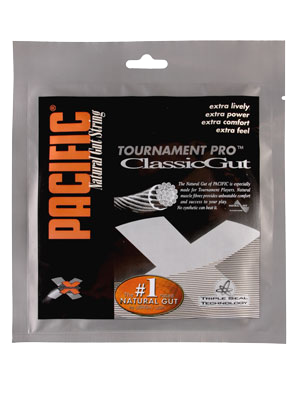 extra lively
extra power
extra comfort
extra feel
PACIFIC®
Natural Gut String
TOURNAMENT PRO™
ClassicGut
The Natural Gut of PACIFIC is especially
made for Tournament Players. Natural
muscle fibres provides unbeatable comfort
and success to your play.
No synthetic can beat it.
#1
NATURAL GUT
TRIPLE SEAL
TECHNOLOGY